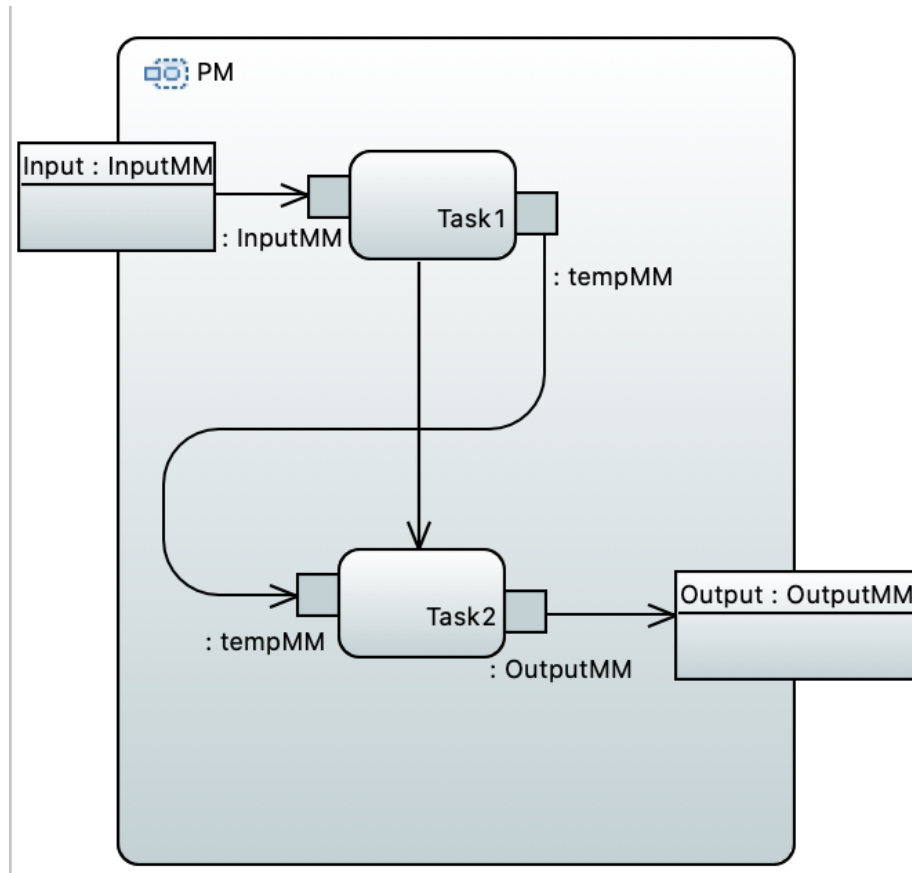 PM
Input : InputMM
: InputMM
Task1
: tempMM
Task2
: tempMM
: OutputMM
Output : OutputMM